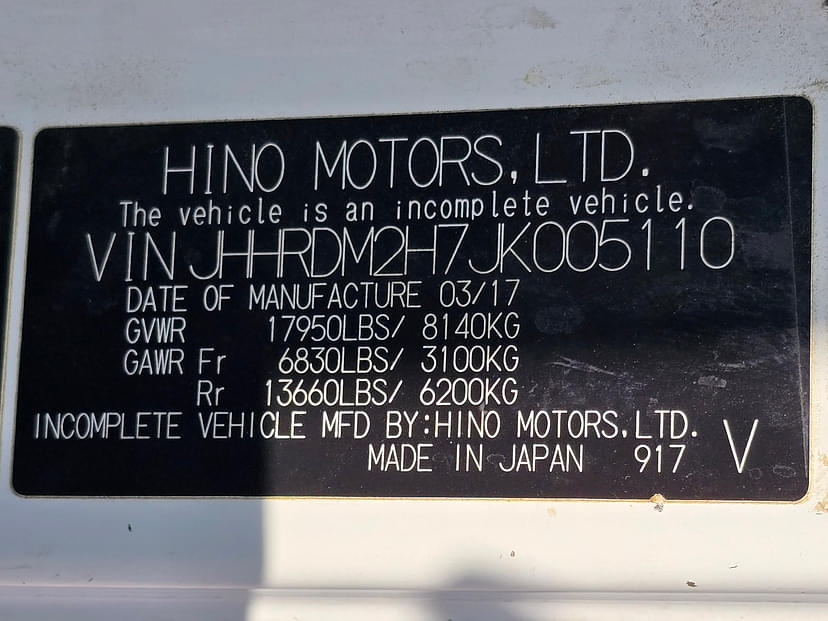 HINO MOTORS, LTD.
The vehicle is an incomplete vehicle.
VIN JHHRDM2H7JK005110
DATE OF MANUFACTURE 03/17
GVWR 17950LBS/ 8140KG
GAWR Fr 6830LBS/ 3100KG
Rr 13660LBS/ 6200KG
INCOMPLETE VEHICLE MFD BY:HINO MOTORS,LTD.
MADE IN JAPAN 917 V